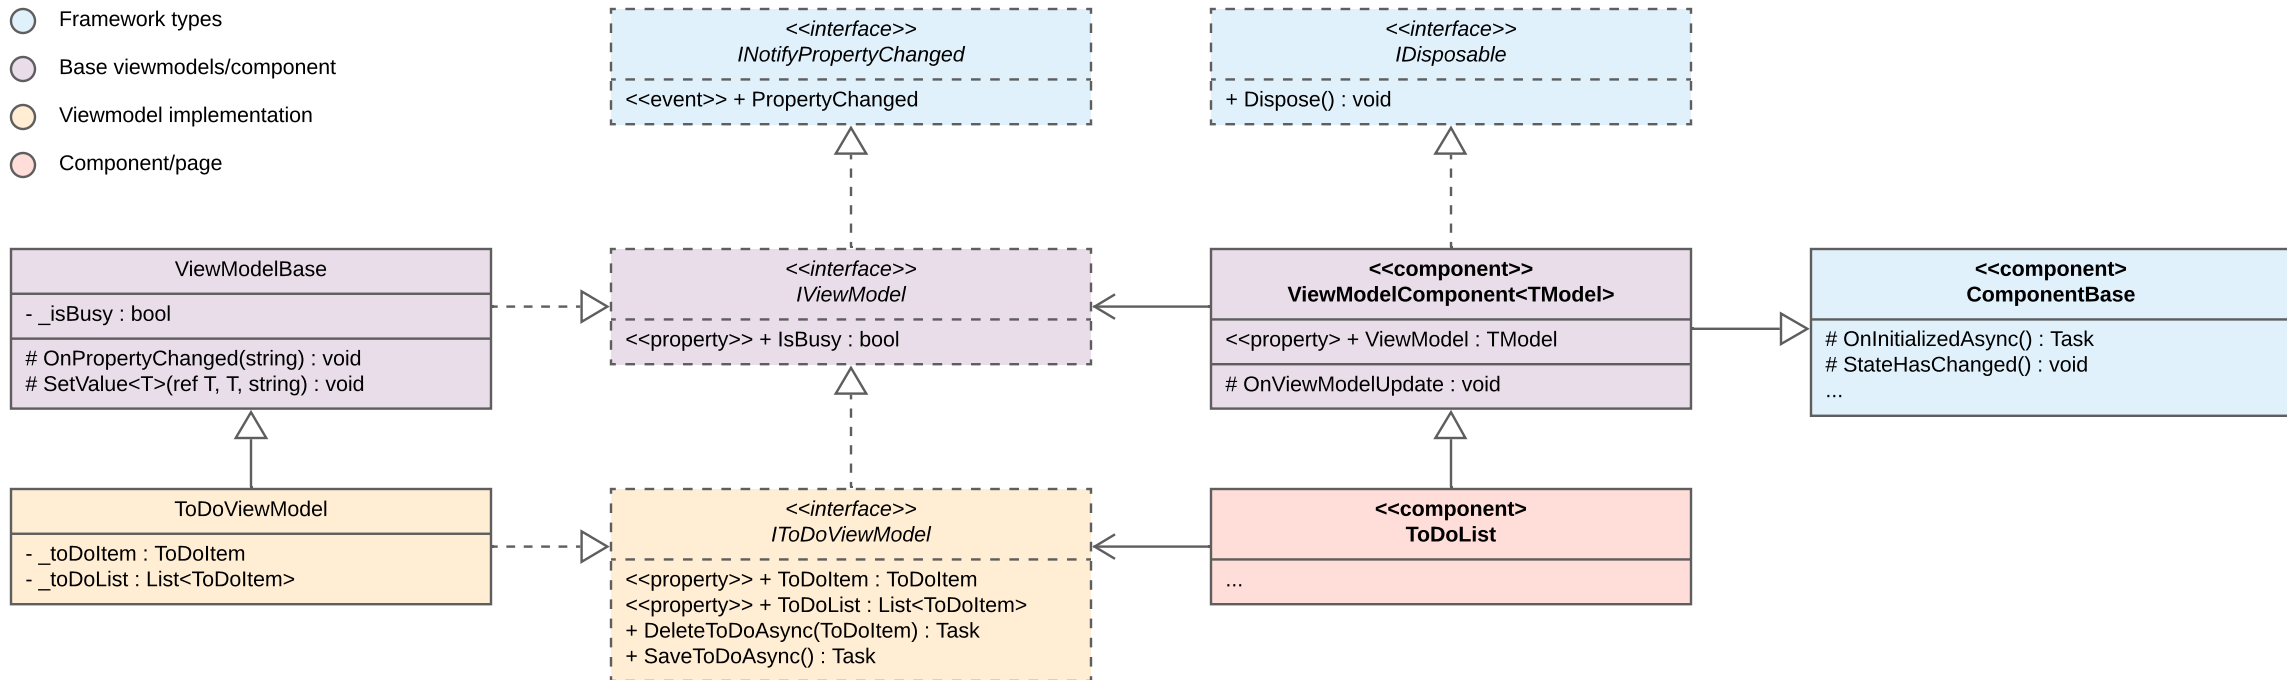 Framework types
Base viewmodels/component
Viewmodel implementation
Component/page
<<interface>>
INotifyPropertyChanged
<<event>> + PropertyChanged
<<interface>>
IDisposable
+ Dispose() : void
ViewModelBase
- _isBusy : bool
# OnPropertyChanged(string) : void
# SetValue<T>(ref T, T, string) : void
<<interface>>
IViewModel
<<property>> + IsBusy : bool
<<component>>
ViewModelComponent<TModel>
<<property> + ViewModel : TModel
# OnViewModelUpdate : void
<<component>
ComponentBase
# OnInitializedAsync() : Task
# StateHasChanged() : void
...
ToDoViewModel
- _toDoItem : ToDoItem
- _toDoList : List<ToDoItem>
<<interface>>
IToDoViewModel
<<property>> + ToDoItem : ToDoItem
<<property>> + ToDoList : List<ToDoItem>
+ DeleteToDoAsync(ToDoItem) : Task
+ SaveToDoAsync() : Task
<<component>
ToDoList
...